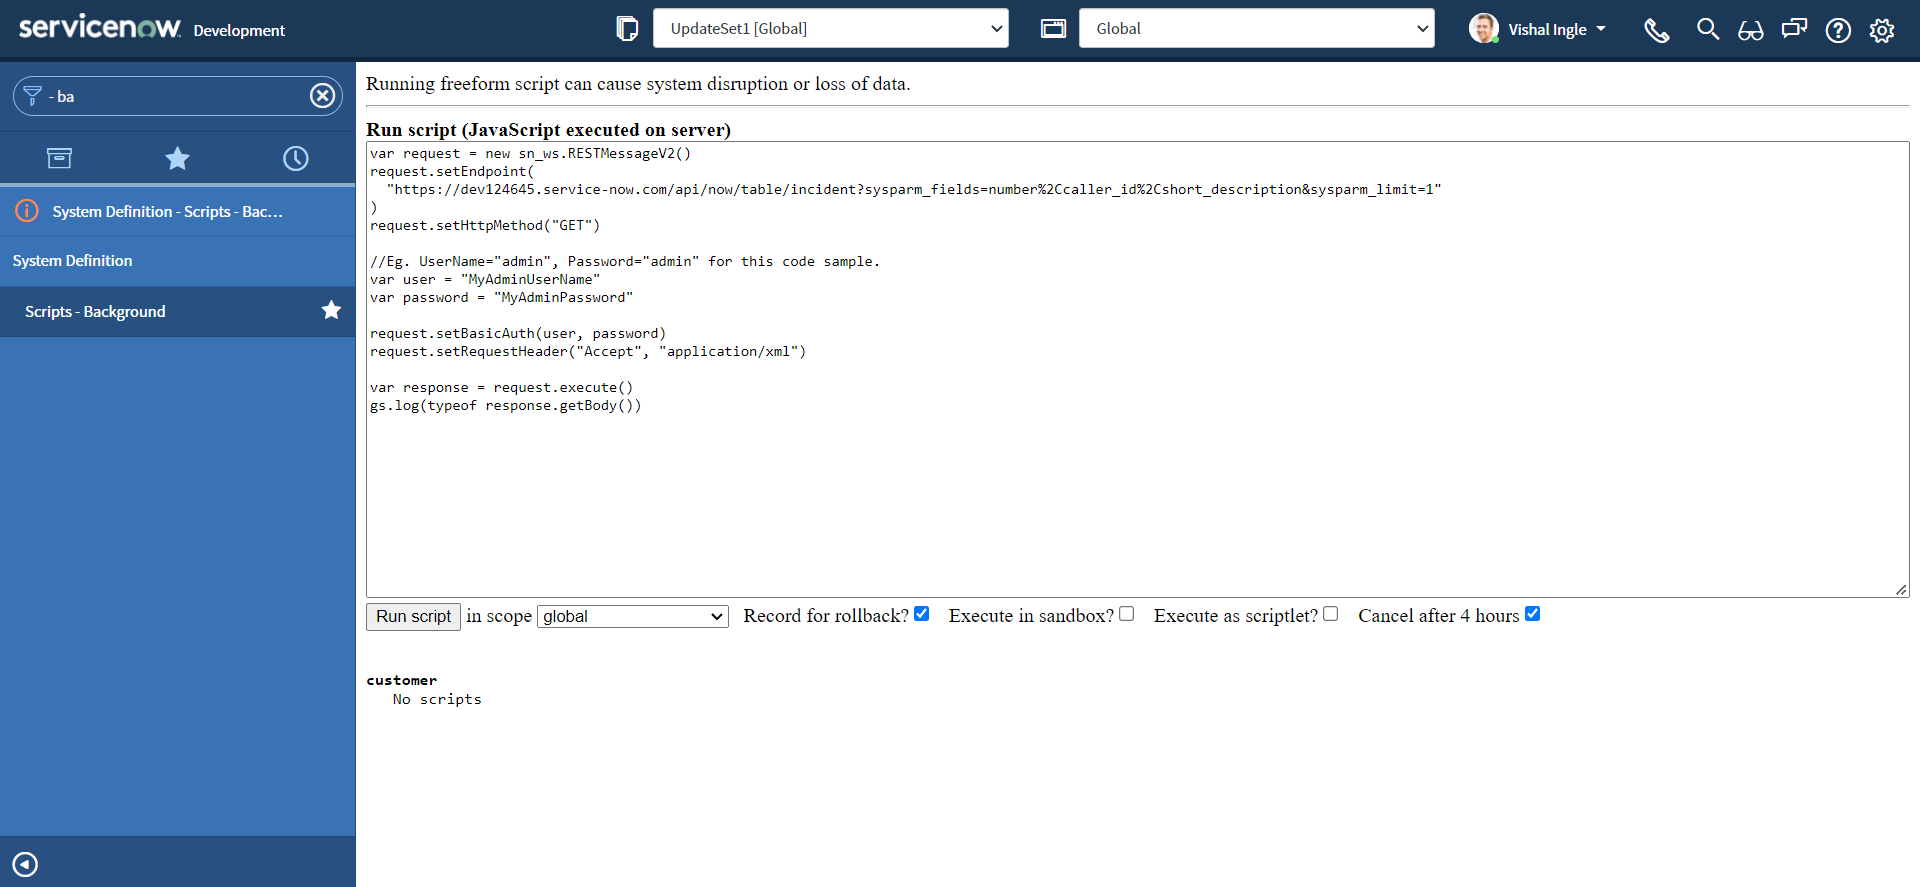 servicenow. Development
UpdateSet1 [Global]
Global
Vishal Ingle
- ba
System Definition - Scripts - Bac...
System Definition
Scripts - Background
Running freeform script can cause system disruption or loss of data.
Run script (JavaScript executed on server)
var request = new sn_ws.RESTMessageV2()
request.setEndpoint(
"https://dev124645.service-now.com/api/now/table/incident?sysparm_fields=number%2Ccaller_id%2Cshort_description&sysparm_limit=1"
)
request.setHttpMethod("GET")
//Eg. UserName="admin", Password="admin" for this code sample.
var user = "MyAdminUserName"
var password = "MyAdminPassword"
request.setBasicAuth(user, password)
request.setRequestHeader("Accept", "application/xml")
var response = request.execute()
gs.log(typeof response.getBody())
Run script in scope global Record for rollback? Execute in sandbox? Execute as scriptlet? Cancel after 4 hours
customer
No scripts